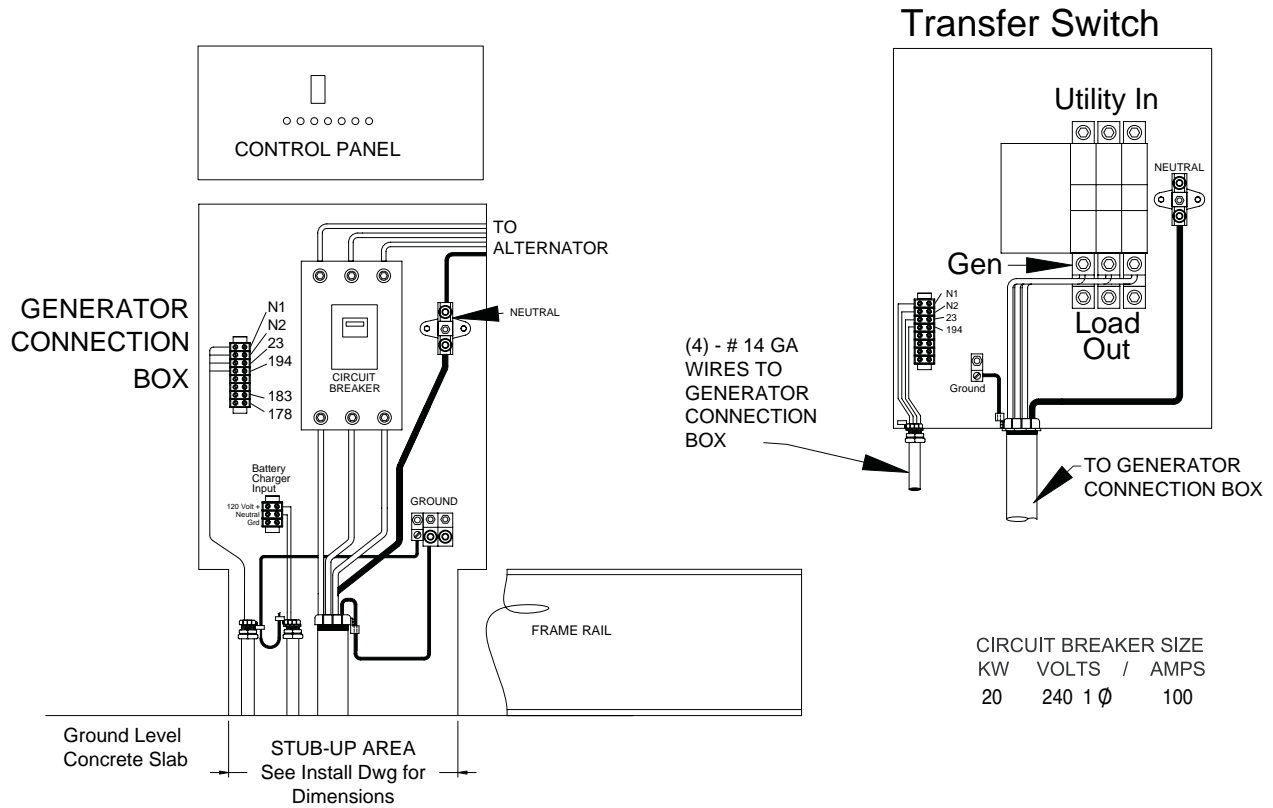 Transfer Switch
CONTROL PANEL
Utility In
NEUTRAL
TO
ALTERNATOR
GENERATOR
CONNECTION
BOX
N1
N2
23
194
183
178
CIRCUIT
BREAKER
NEUTRAL
Gen
N1
N2
23
194
Load
Out
Ground
(4) - # 14 GA
WIRES TO
GENERATOR
CONNECTION
BOX
TO GENERATOR
CONNECTION BOX
Battery
Charger
Input
120 Volt +
Neutral
Grd
GROUND
FRAME RAIL
CIRCUIT BREAKER SIZE
KW VOLTS / AMPS
20 240 1 Ø 100
Ground Level
Concrete Slab
STUB-UP AREA
See Install Dwg for
Dimensions